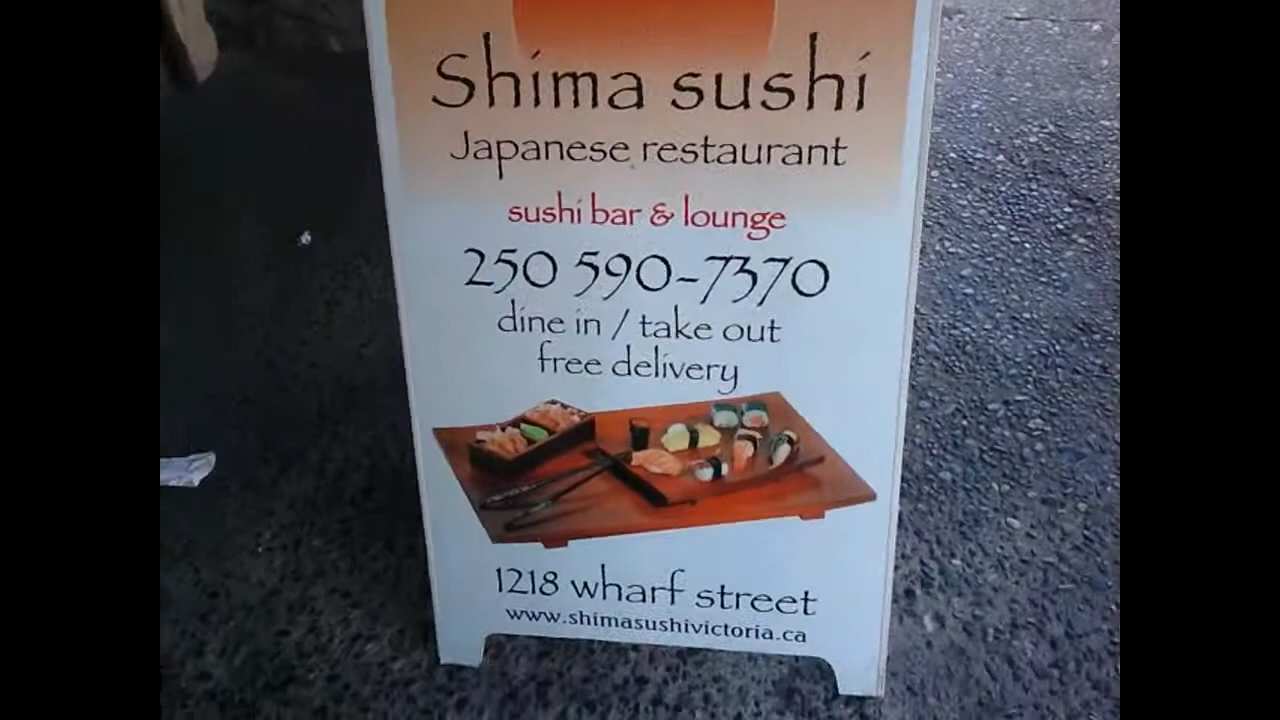 Shima sushi
Japanese restaurant
sushi bar & lounge
250 590-7370
dine in / take out
free delivery
1218 wharf street
www.shimasushivictoria.ca